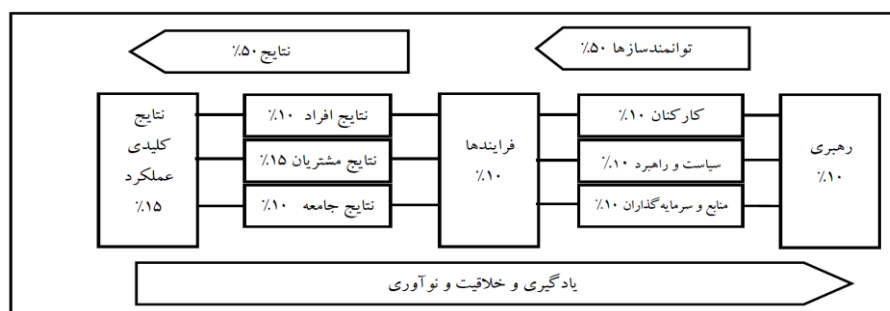 توانمندسازها ۵۰٪
نتایج ۵۰٪
رهبری
۱۰٪
کارکنان ۱۰٪
سیاست و راهبرد ۱۰٪
منابع و سرمایه‌گذاران ۱۰٪
فرایندها
۱۰٪
نتایج افراد ۱۰٪
نتایج مشتریان ۱۵٪
نتایج جامعه ۱۰٪
نتایج
کلیدی
عملکرد
۱۵٪
یادگیری و خلاقیت و نوآوری